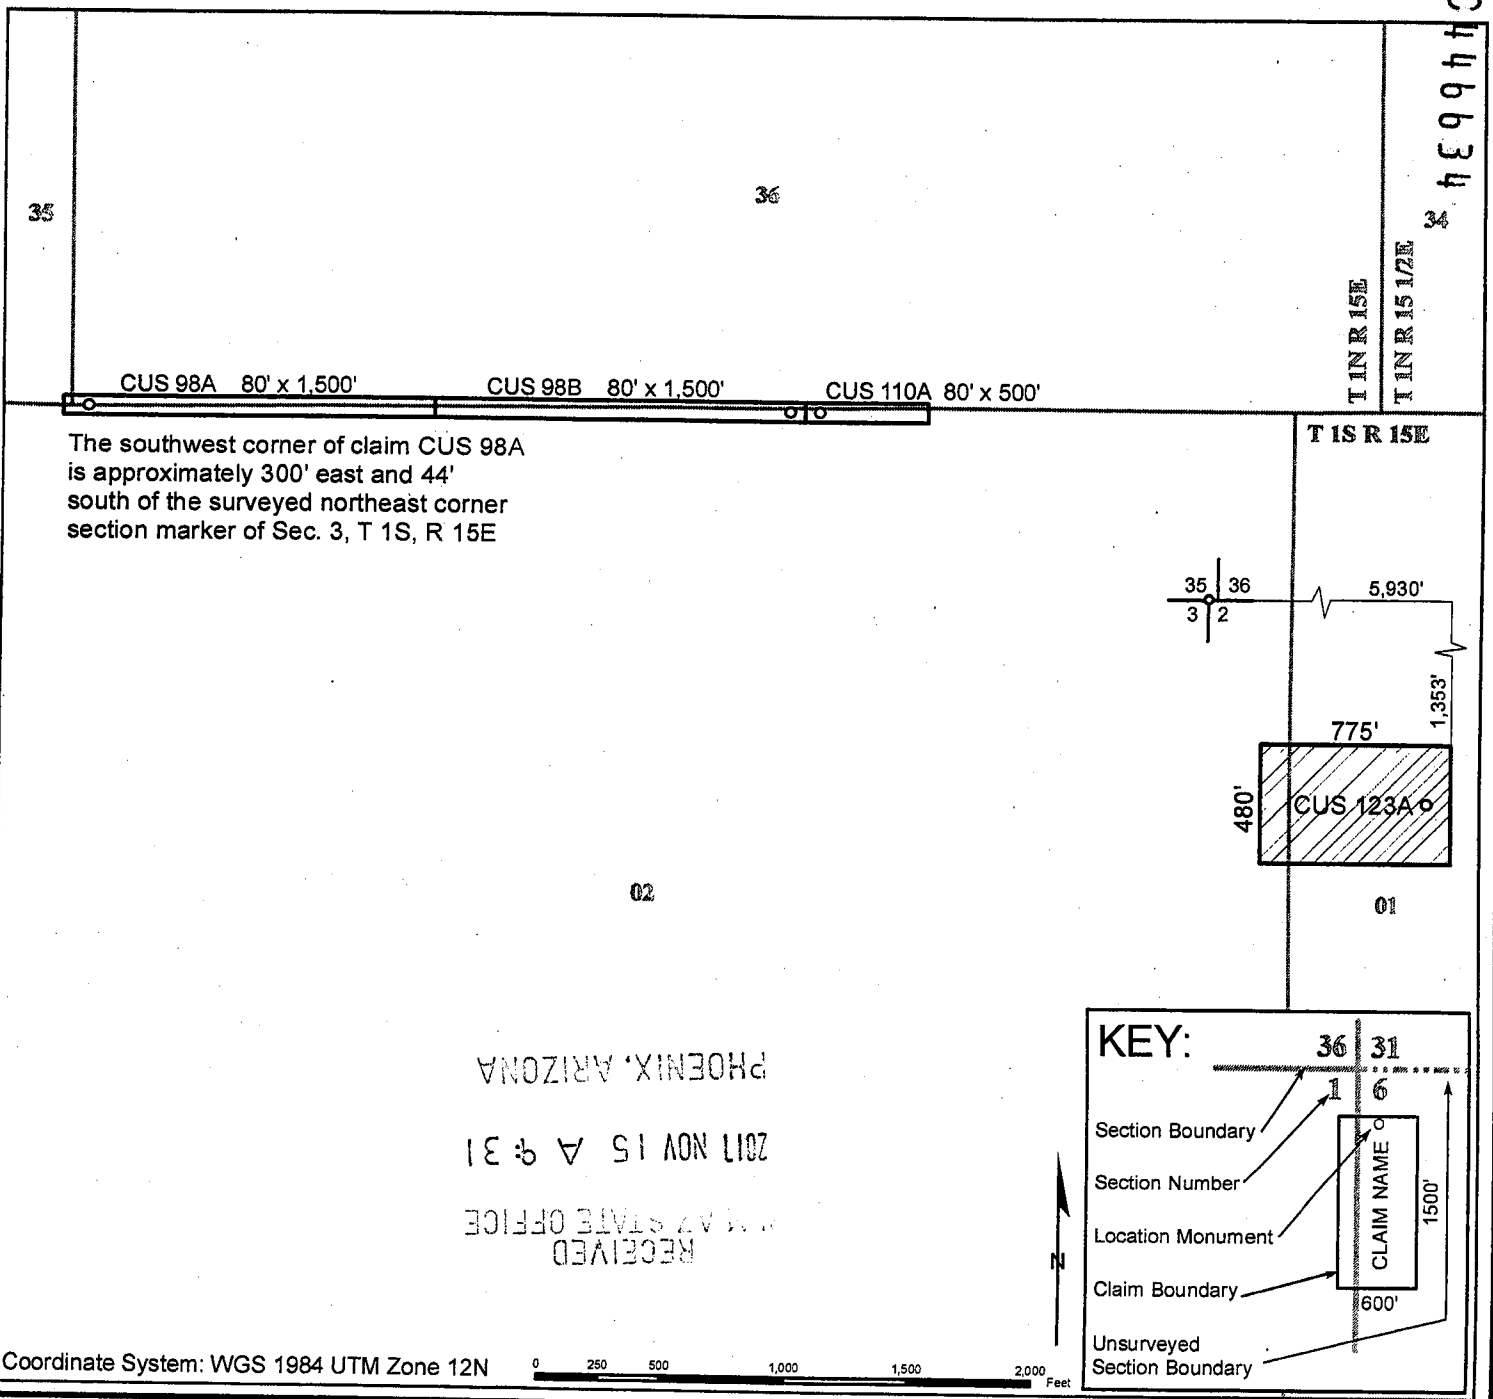 C446634
35
36
34
T 1N R 15E
T 1N R 15 1/2E
CUS 98A 80' x 1,500'
CUS 98B 80' x 1,500'
CUS 110A 80' x 500'
T 1S R 15E
The southwest corner of claim CUS 98A
is approximately 300' east and 44'
south of the surveyed northeast corner
section marker of Sec. 3, T 1S, R 15E
35 36
3 2
5,930'
1,353'
775'
480'
CUS 123A
02
01
RECEIVED
AZ STATE OFFICE
2017 NOV 15 A 9:31
PHOENIX, ARIZONA
KEY:
36 31
1 6
Section Boundary
Section Number
Location Monument
Claim Boundary
Unsurveyed
Section Boundary
CLAIM NAME
1500'
600'
N
Coordinate System: WGS 1984 UTM Zone 12N
0 250 500 1,000 1,500 2,000
Feet